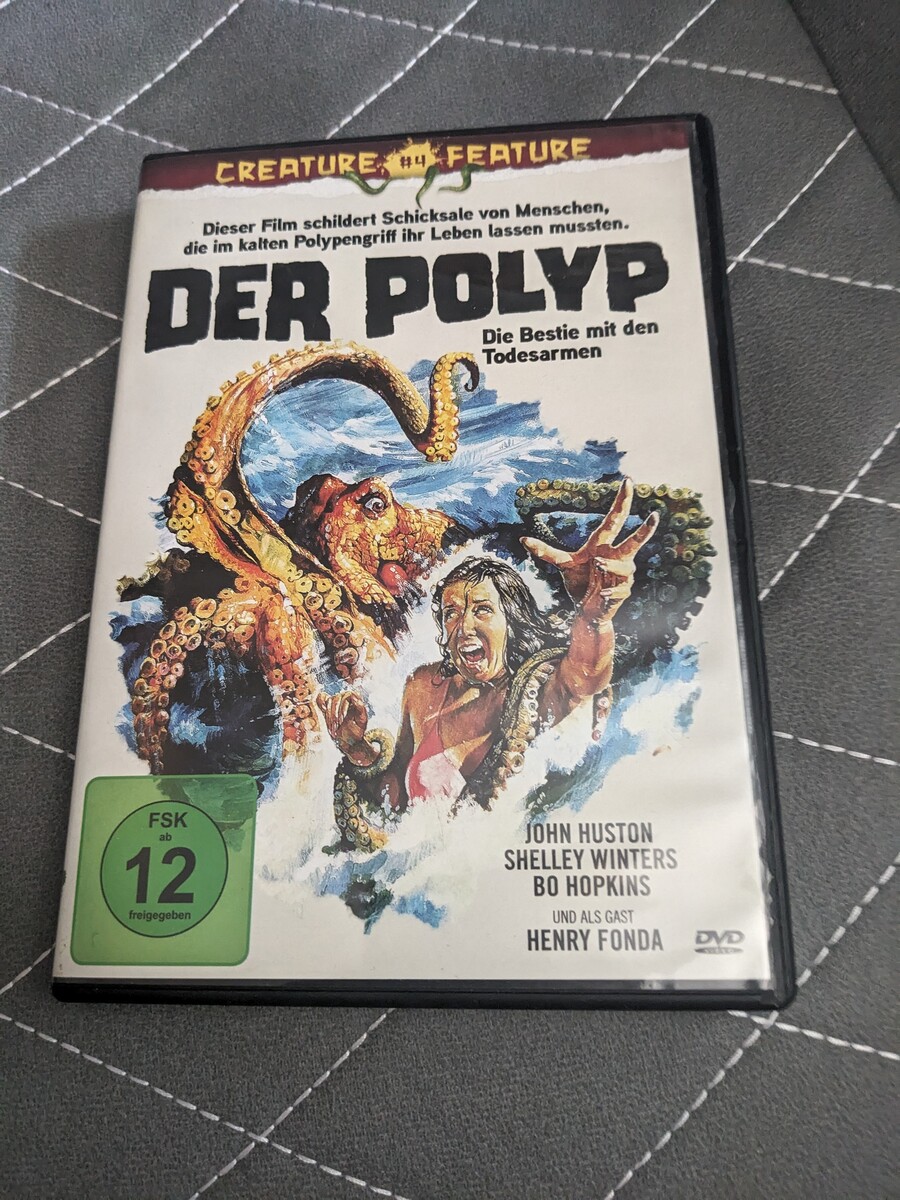 CREATURE #4 FEATURE
Dieser Film schildert Schicksale von Menschen,
die im kalten Polypengriff ihr Leben lassen mussten.
DER POLYP
Die Bestie mit den
Todesarmen
FSK
ab
12
freigegeben
JOHN HUSTON
SHELLEY WINTERS
BO HOPKINS
UND ALS GAST
HENRY FONDA
DVD
VIDEO